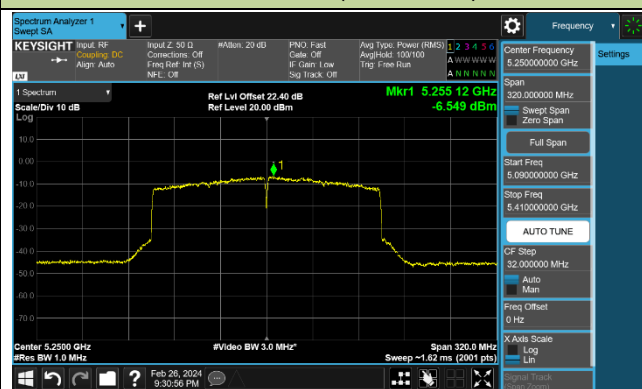 Spectrum Analyzer 1
Swept SA
Frequency
KEYSIGHT Input: RF
Coupling: DC
Align: Auto
Input Z: 50 Ω
Corrections: Off
Freq Ref: Int (S)
NFE: Off
#Atten: 20 dB
PNO: Fast
Gate: Off
IF Gain: Low
Sig Track: Off
Avg Type: Power (RMS)
Avg|Hold: 100/100
Trig: Free Run
1 2 3 4 5 6
A WWWWW
A N N N N N
LXI
1 Spectrum
Scale/Div 10 dB
Log
Ref Lvl Offset 22.40 dB
Ref Level 20.00 dBm
Mkr1 5.255 12 GHz
-6.549 dBm
10.0
0.00
-10.0
-20.0
-30.0
-40.0
-50.0
-60.0
-70.0
1
Center 5.2500 GHz
#Res BW 1.0 MHz
#Video BW 3.0 MHz*
Span 320.0 MHz
Sweep ~1.62 ms (2001 pts)
Feb 26, 2024
9:30:56 PM
Center Frequency
5.250000000 GHz
Settings
Span
320.000000 MHz
Swept Span
Zero Span
Full Span
Start Freq
5.090000000 GHz
Stop Freq
5.410000000 GHz
AUTO TUNE
CF Step
32.000000 MHz
Auto
Man
Freq Offset
0 Hz
X Axis Scale
Log
Lin
Signal Track
(Span Zoom)